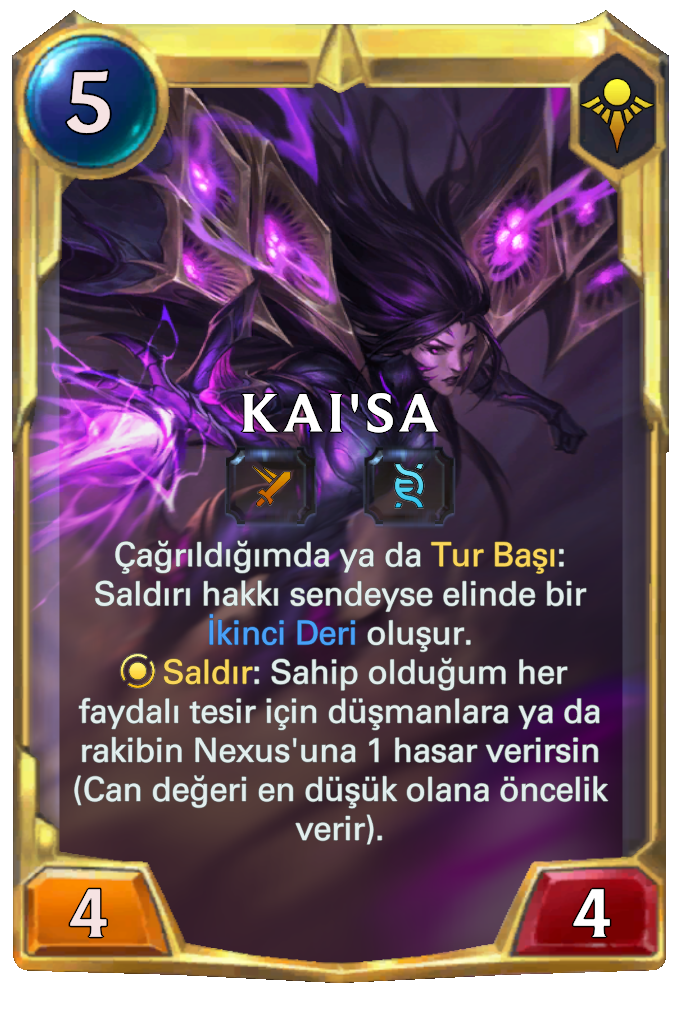 5
KAI'SA
Çağrıldığımda ya da Tur Başı:
Saldırı hakkı sendeyse elinde bir
İkinci Deri oluşur.
Saldır: Sahip olduğum her
faydalı tesir için düşmanlara ya da
rakibin Nexus'una 1 hasar verirsin
(Can değeri en düşük olana öncelik
verir).
4
4